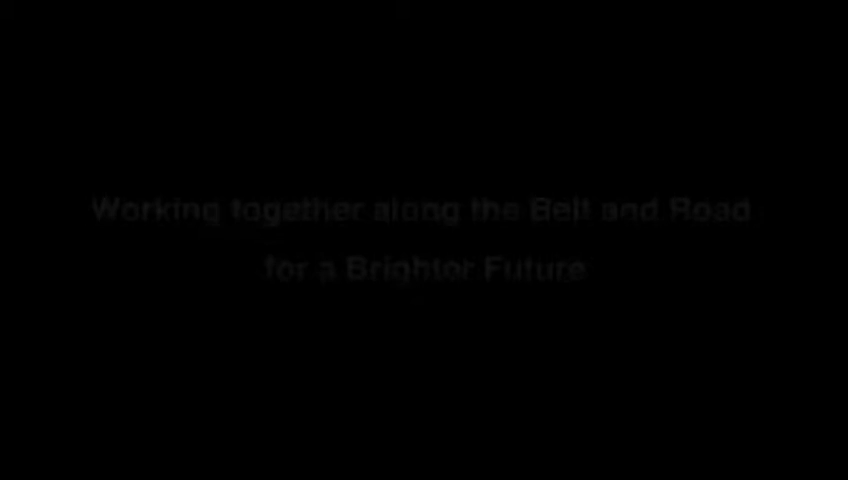 Working together along the Belt and Road
for a Brighter Future